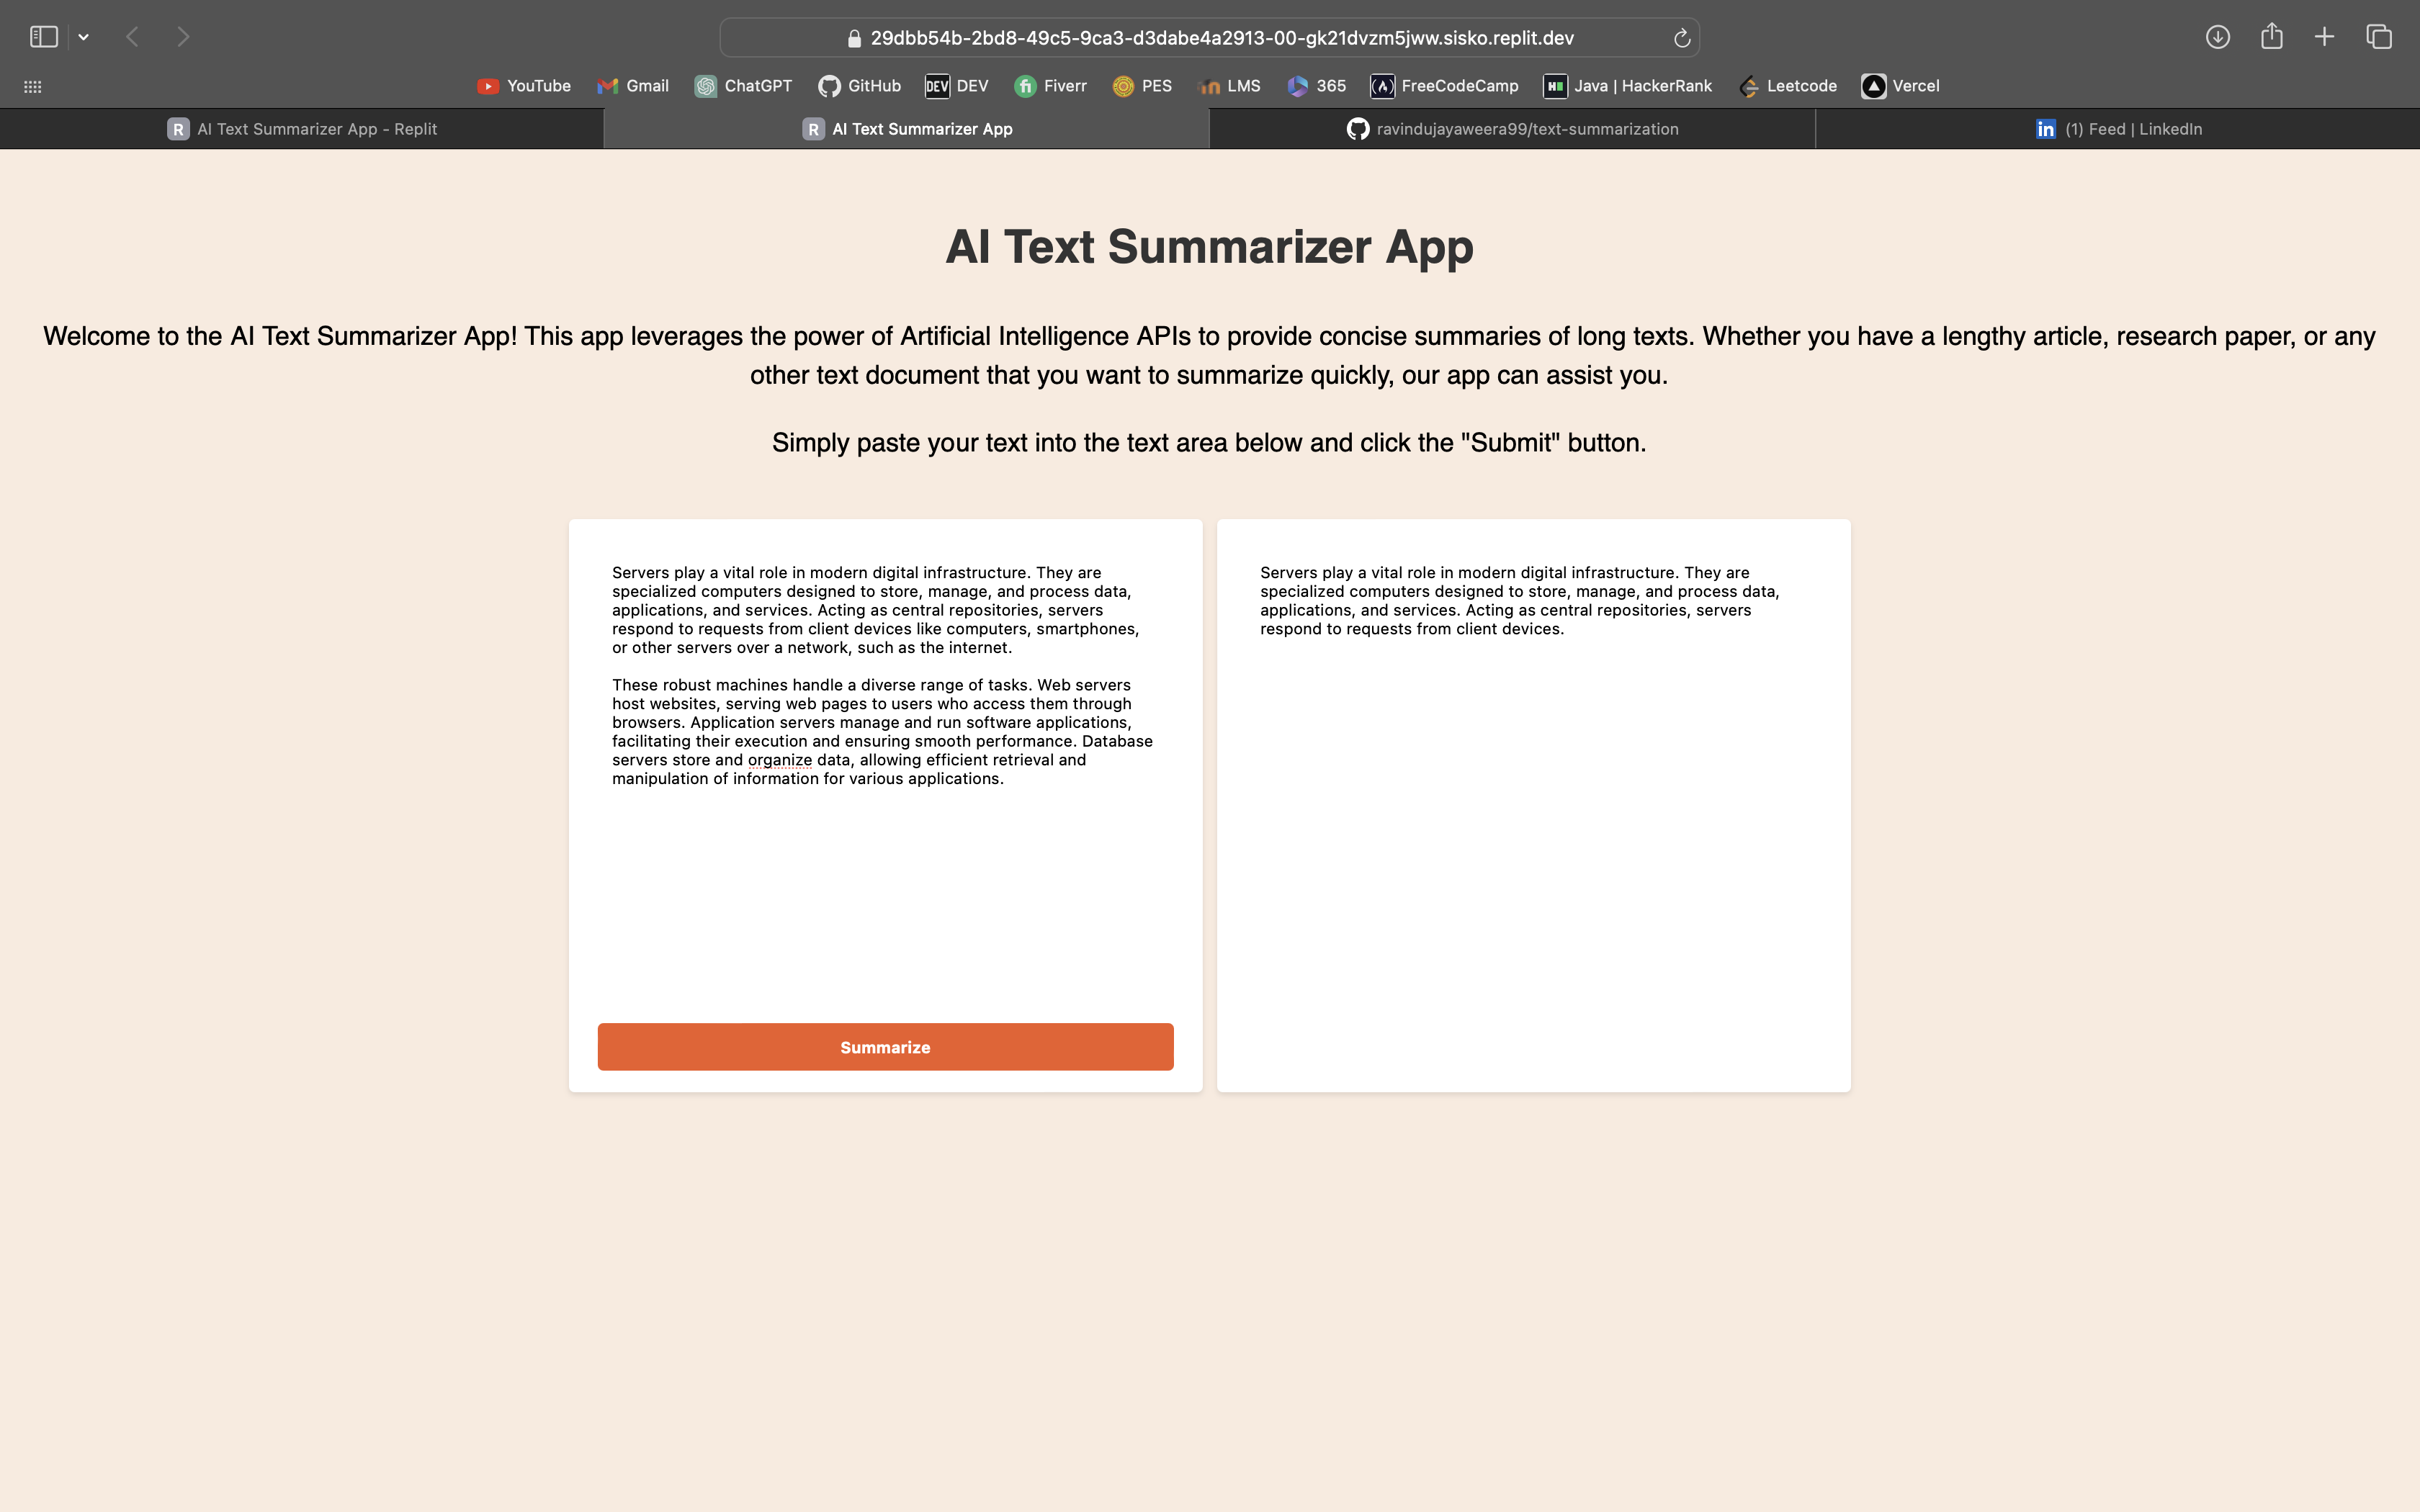 29dbb54b-2bd8-49c5-9ca3-d3dabe4a2913-00-gk21dvzm5jww.sisko.replit.dev
YouTube Gmail ChatGPT GitHub DEV DEV Fiverr PES LMS 365 FreeCodeCamp Java | HackerRank Leetcode Vercel
R AI Text Summarizer App - Replit R AI Text Summarizer App ravindujayaweera99/text-summarization in (1) Feed | LinkedIn
AI Text Summarizer App
Welcome to the AI Text Summarizer App! This app leverages the power of Artificial Intelligence APIs to provide concise summaries of long texts. Whether you have a lengthy article, research paper, or any
other text document that you want to summarize quickly, our app can assist you.
Simply paste your text into the text area below and click the "Submit" button.
Servers play a vital role in modern digital infrastructure. They are
specialized computers designed to store, manage, and process data,
applications, and services. Acting as central repositories, servers
respond to requests from client devices like computers, smartphones,
or other servers over a network, such as the internet.
These robust machines handle a diverse range of tasks. Web servers
host websites, serving web pages to users who access them through
browsers. Application servers manage and run software applications,
facilitating their execution and ensuring smooth performance. Database
servers store and organize data, allowing efficient retrieval and
manipulation of information for various applications.
Summarize
Servers play a vital role in modern digital infrastructure. They are
specialized computers designed to store, manage, and process data,
applications, and services. Acting as central repositories, servers
respond to requests from client devices.